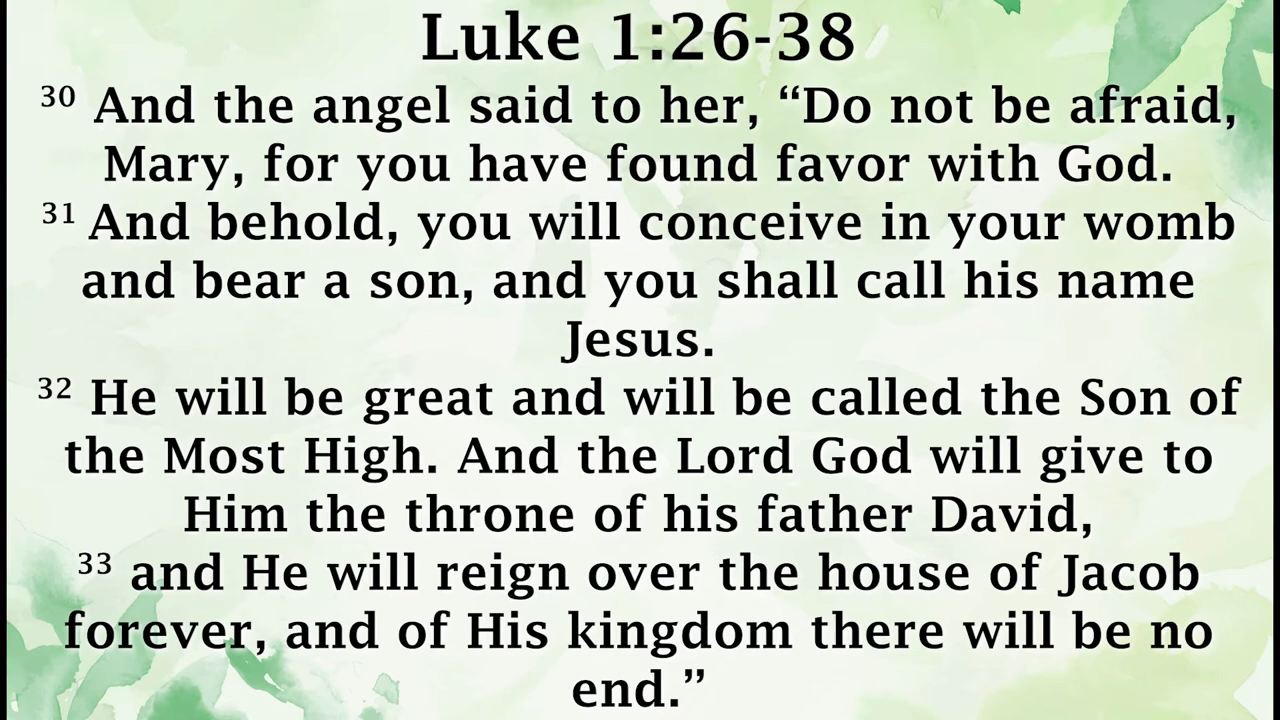 Luke 1:26-38
30 And the angel said to her, “Do not be afraid,
Mary, for you have found favor with God.
31 And behold, you will conceive in your womb
and bear a son, and you shall call his name
Jesus.
32 He will be great and will be called the Son of
the Most High. And the Lord God will give to
Him the throne of his father David,
33 and He will reign over the house of Jacob
forever, and of His kingdom there will be no
end.”